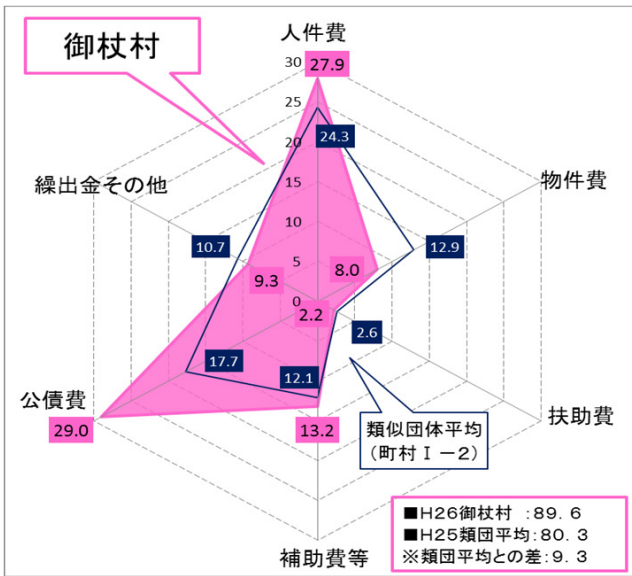 御杖村
人件費
30
27.9
25
24.3
20
物件費
繰出金その他
15
10
10.7
12.9
9.3
8.0
5
0
2.2
2.6
17.7
12.1
公債費
29.0
13.2
扶助費
類似団体平均
(町村Ⅰ-2)
補助費等
■H26御杖村 :89.6
■H25類団平均:80.3
※類団平均との差:9.3